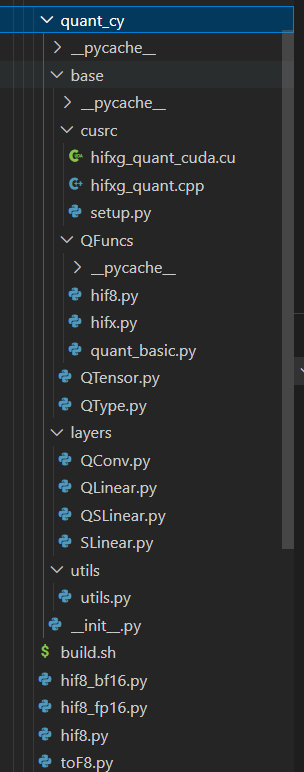 quant_cy
__pycache__
base
__pycache__
cusrc
hifxg_quant_cuda.cu
hifxg_quant.cpp
setup.py
QFuncs
__pycache__
hif8.py
hifx.py
quant_basic.py
QTensor.py
QType.py
layers
QConv.py
QLinear.py
QSLinear.py
SLinear.py
utils
utils.py
__init__.py
$ build.sh
hif8_bf16.py
hif8_fp16.py
hif8.py
toF8.py